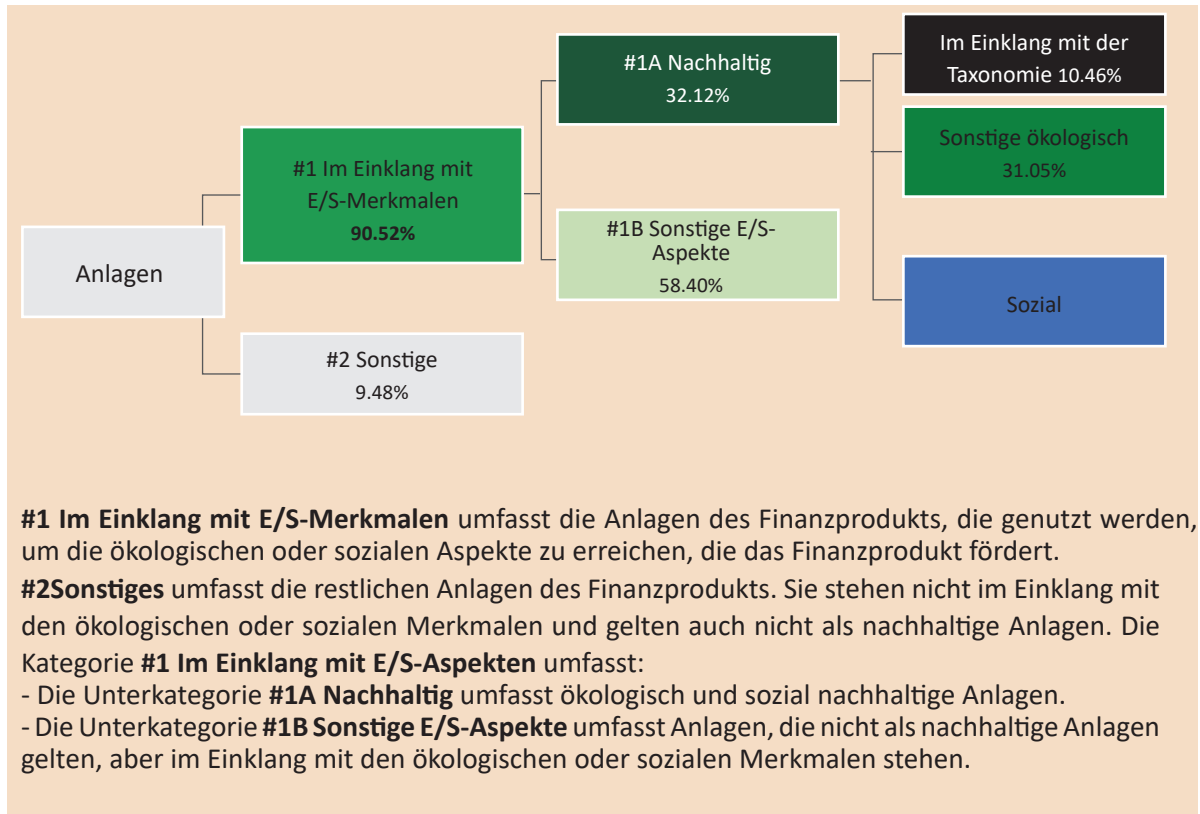 Anlagen
#1 Im Einklang mit
E/S-Merkmalen
90.52%
#2 Sonstige
9.48%
#1A Nachhaltig
32.12%
#1B Sonstige E/S-
Aspekte
58.40%
Im Einklang mit der
Taxonomie 10.46%
Sonstige ökologisch
31.05%
Sozial
#1 Im Einklang mit E/S-Merkmalen umfasst die Anlagen des Finanzprodukts, die genutzt werden,
um die ökologischen oder sozialen Aspekte zu erreichen, die das Finanzprodukt fördert.
#2Sonstiges umfasst die restlichen Anlagen des Finanzprodukts. Sie stehen nicht im Einklang mit
den ökologischen oder sozialen Merkmalen und gelten auch nicht als nachhaltige Anlagen. Die
Kategorie #1 Im Einklang mit E/S-Aspekten umfasst:
- Die Unterkategorie #1A Nachhaltig umfasst ökologisch und sozial nachhaltige Anlagen.
- Die Unterkategorie #1B Sonstige E/S-Aspekte umfasst Anlagen, die nicht als nachhaltige Anlagen
gelten, aber im Einklang mit den ökologischen oder sozialen Merkmalen stehen.